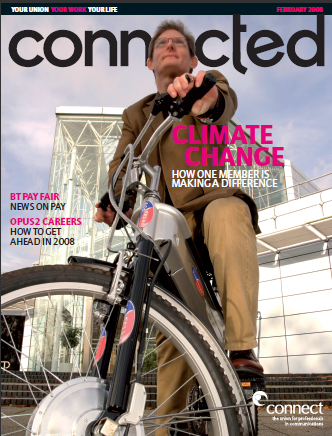 YOUR UNION YOUR WORK YOUR LIFE
FEBRUARY 2008
connected
CLIMATE
CHANGE
HOW ONE MEMBER IS
MAKING A DIFFERENCE
BT PAY FAIR
NEWS ON PAY
OPUS2 CAREERS
HOW TO GET
AHEAD IN 2008
connect
the union for professionals
in communications